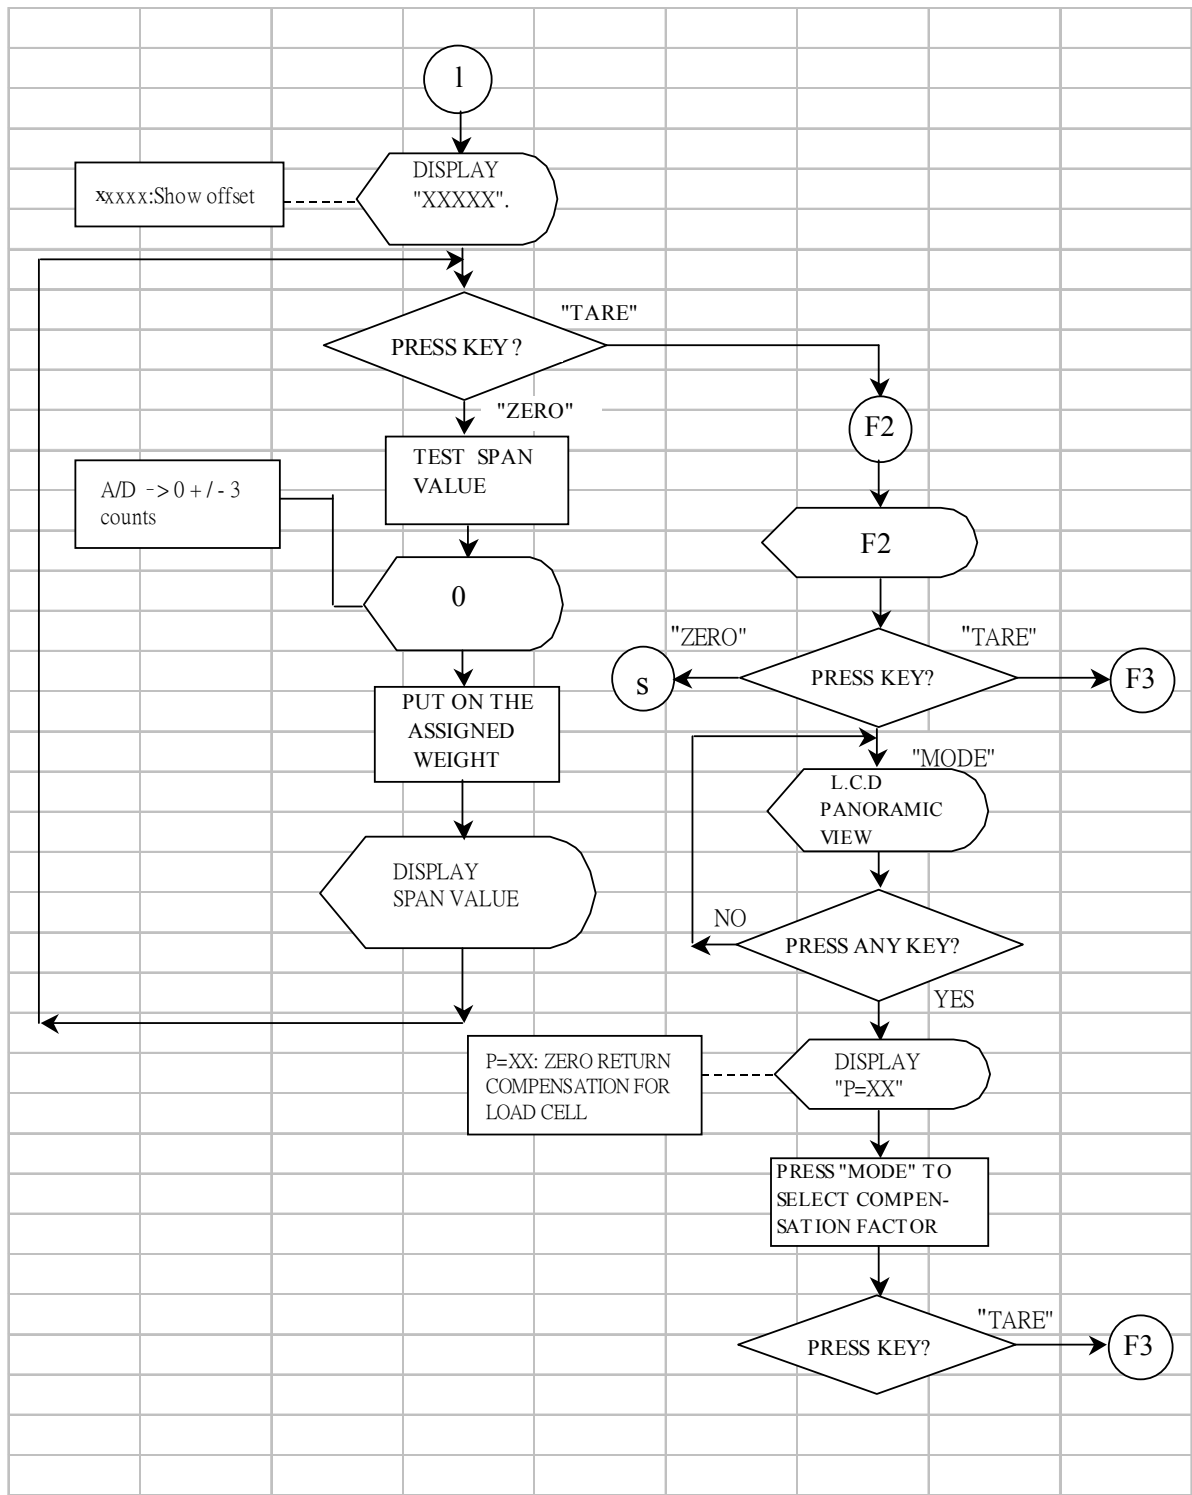 l
DISPLAY
"XXXXX".
xxxxx:Show offset
"TARE"
PRESS KEY?
"ZERO"
F2
TEST SPAN
VALUE
A/D -> 0 + / - 3
counts
F2
0
"ZERO"
"TARE"
s
PRESS KEY?
F3
PUT ON THE
ASSIGNED
WEIGHT
"MODE"
L.C.D
PANORAMIC
VIEW
DISPLAY
SPAN VALUE
NO
PRESS ANY KEY?
YES
P=XX: ZERO RETURN
COMPENSATION FOR
LOAD CELL
DISPLAY
"P=XX"
PRESS "MODE" TO
SELECT COMPEN-
SATION FACTOR
"TARE"
PRESS KEY?
F3